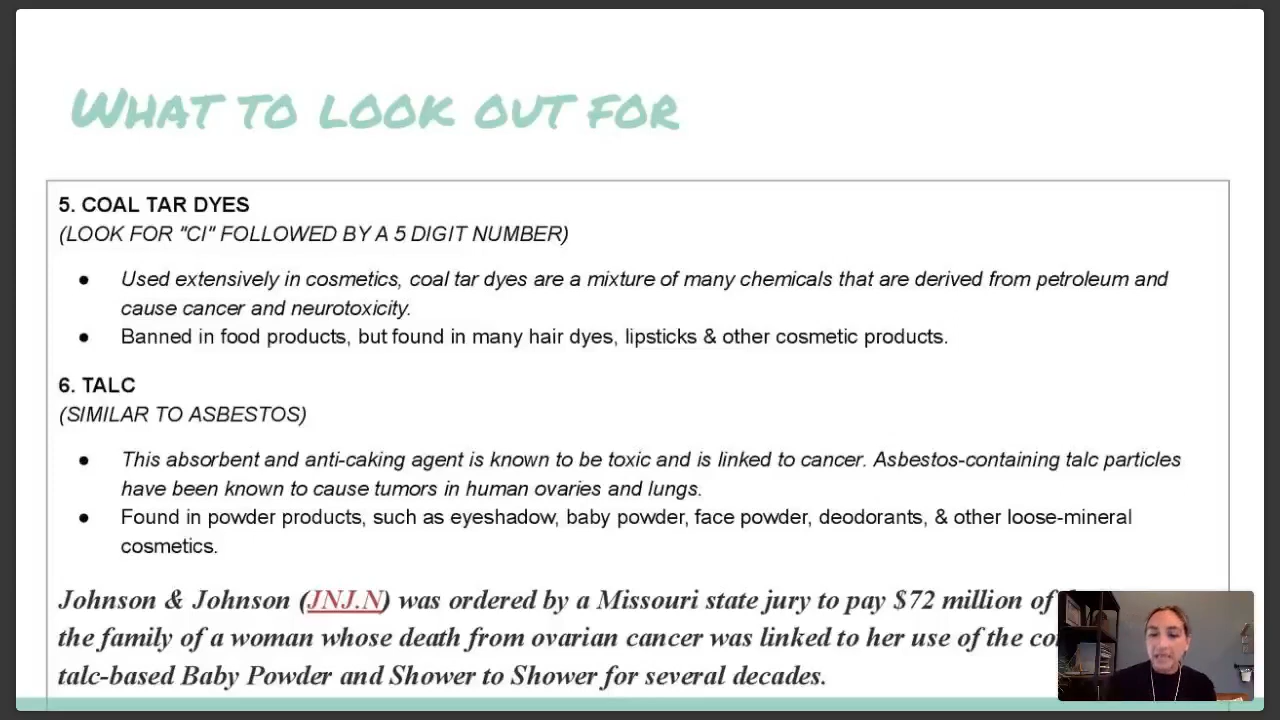 WHAT TO LOOK OUT FOR
5. COAL TAR DYES
(LOOK FOR "CI" FOLLOWED BY A 5 DIGIT NUMBER)
● Used extensively in cosmetics, coal tar dyes are a mixture of many chemicals that are derived from petroleum and
cause cancer and neurotoxicity.
● Banned in food products, but found in many hair dyes, lipsticks & other cosmetic products.
6. TALC
(SIMILAR TO ASBESTOS)
● This absorbent and anti-caking agent is known to be toxic and is linked to cancer. Asbestos-containing talc particles
have been known to cause tumors in human ovaries and lungs.
● Found in powder products, such as eyeshadow, baby powder, face powder, deodorants, & other loose-mineral
cosmetics.
Johnson & Johnson (JNJ.N) was ordered by a Missouri state jury to pay $72 million of
the family of a woman whose death from ovarian cancer was linked to her use of the
talc-based Baby Powder and Shower to Shower for several decades.